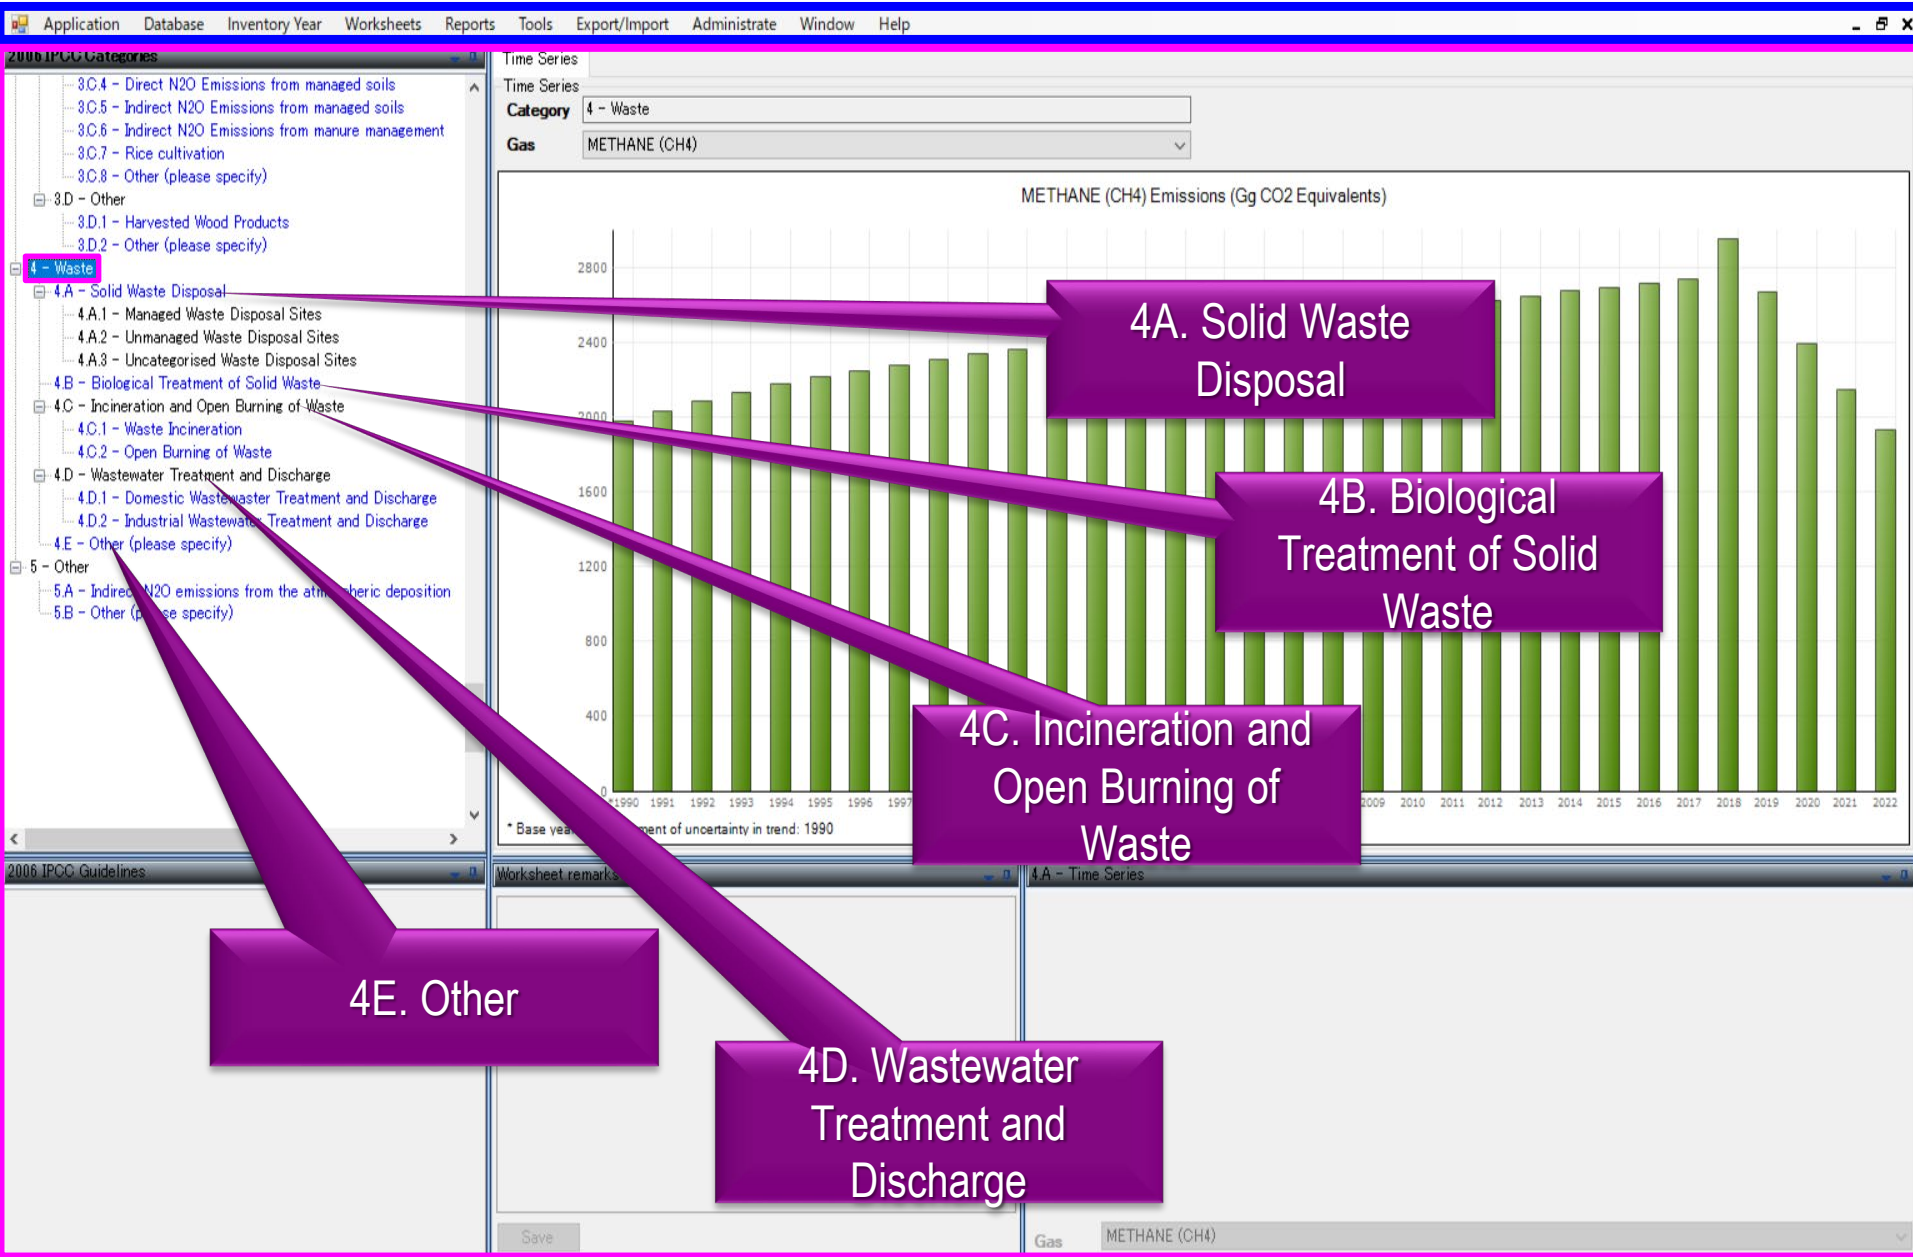 Application Database Inventory Year Worksheets Reports Tools Export/Import Administrate Window Help
2006 IPCC Categories
3.C.4 - Direct N2O Emissions from managed soils
3.C.5 - Indirect N2O Emissions from managed soils
3.C.6 - Indirect N2O Emissions from manure management
3.C.7 - Rice cultivation
3.C.8 - Other (please specify)
3.D - Other
3.D.1 - Harvested Wood Products
3.D.2 - Other (please specify)
4 - Waste
4.A - Solid Waste Disposal
4.A.1 - Managed Waste Disposal Sites
4.A.2 - Unmanaged Waste Disposal Sites
4.A.3 - Uncategorised Waste Disposal Sites
4.B - Biological Treatment of Solid Waste
4.C - Incineration and Open Burning of Waste
4.C.1 - Waste Incineration
4.C.2 - Open Burning of Waste
4.D - Wastewater Treatment and Discharge
4.D.1 - Domestic Wastewaster Treatment and Discharge
4.D.2 - Industrial Wastewater Treatment and Discharge
4.E - Other (please specify)
5 - Other
5.A - Indirect N2O emissions from the atmospheric deposition
5.B - Other (please specify)
Time Series
Time Series
Category 4 - Waste
Gas METHANE (CH4)
METHANE (CH4) Emissions (Gg CO2 Equivalents)
2800
2400
2000
1600
1200
800
400
0
*1990 1991 1992 1993 1994 1995 1996 1997 2009 2010 2011 2012 2013 2014 2015 2016 2017 2018 2019 2020 2021 2022
* Base year of uncertainty in trend: 1990
4A. Solid Waste
Disposal
4B. Biological
Treatment of Solid
Waste
4C. Incineration and
Open Burning of
Waste
4E. Other
4D. Wastewater
Treatment and
Discharge
2006 IPCC Guidelines
Worksheet remarks
4.A - Time Series
Save
Gas METHANE (CH4)